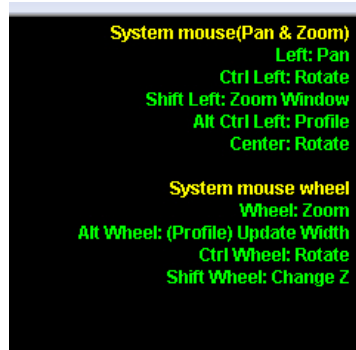 System mouse(Pan & Zoom)
Left: Pan
Ctrl Left: Rotate
Shift Left: Zoom Window
Alt Ctrl Left: Profile
Center: Rotate
System mouse wheel
Wheel: Zoom
Alt Wheel: (Profile) Update Width
Ctrl Wheel: Rotate
Shift Wheel: Change Z